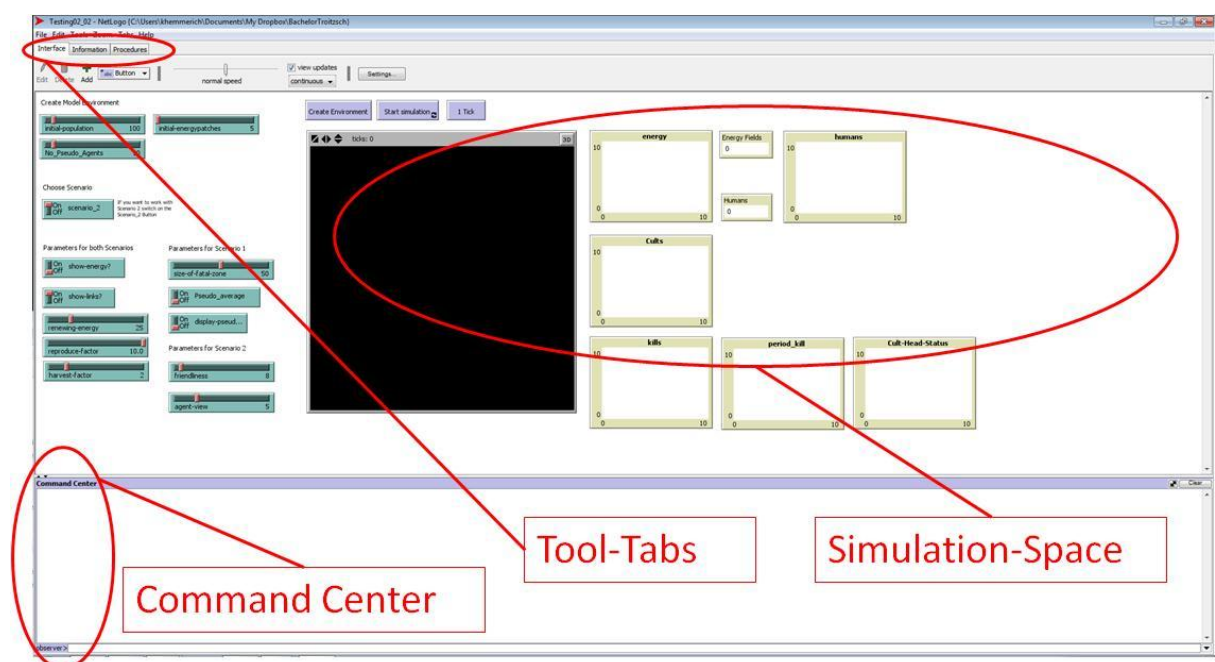 Testing02_02 - NetLogo {C:\Users\khemmerich\Documents\My Dropbox\BachelorTroitzsch}
File Edit Tools Zoom Tabs Help
Interface Information Procedures
Edit Delete Add Button normal speed view updates continuous Settings...
Create Model Environment
initial-population 100 initial-energypatches 5
No_Pseudo_Agents
Choose Scenario
On Off scenario_2
If you want to work with
Scenario 2 switch on the
Scenario_2 Button
Parameters for both Scenarios
On Off show-energy?
On Off show-links?
renewing-energy 25
reproduce-factor 10.0
harvest-factor 2
Parameters for Scenario 1
size-of-fatal-zone 50
On Off Pseudo_average
On Off display-pseud...
Parameters for Scenario 2
friendliness 8
agent-view 5
Create Environment Start simulation 1 Tick
ticks: 0 3D
energy
10
0
0 10
Energy Fields
0
Humans
0
humans
10
0
0 10
Cults
10
0
0 10
kills
10
0
0 10
period_kill
10
0
0 10
Cult-Head-Status
10
0
0 10
Command Center Clear
Tool-Tabs
Simulation-Space
Command Center
observer>